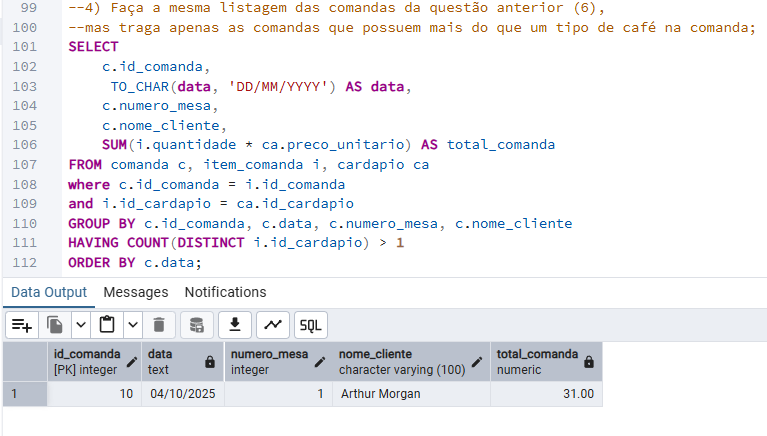 99 --4) Faça a mesma listagem das comandas da questão anterior (6),
100 --mas traga apenas as comandas que possuem mais do que um tipo de café na comanda;
101 SELECT
102 c.id_comanda,
103 TO_CHAR(data, 'DD/MM/YYYY') AS data,
104 c.numero_mesa,
105 c.nome_cliente,
106 SUM(i.quantidade * ca.preco_unitario) AS total_comanda
107 FROM comanda c, item_comanda i, cardapio ca
108 where c.id_comanda = i.id_comanda
109 and i.id_cardapio = ca.id_cardapio
110 GROUP BY c.id_comanda, c.data, c.numero_mesa, c.nome_cliente
111 HAVING COUNT(DISTINCT i.id_cardapio) > 1
112 ORDER BY c.data;
Data Output Messages Notifications
SQL
id_comanda data numero_mesa nome_cliente total_comanda
[PK] integer text integer character varying (100) numeric
1 10 04/10/2025 1 Arthur Morgan 31.00